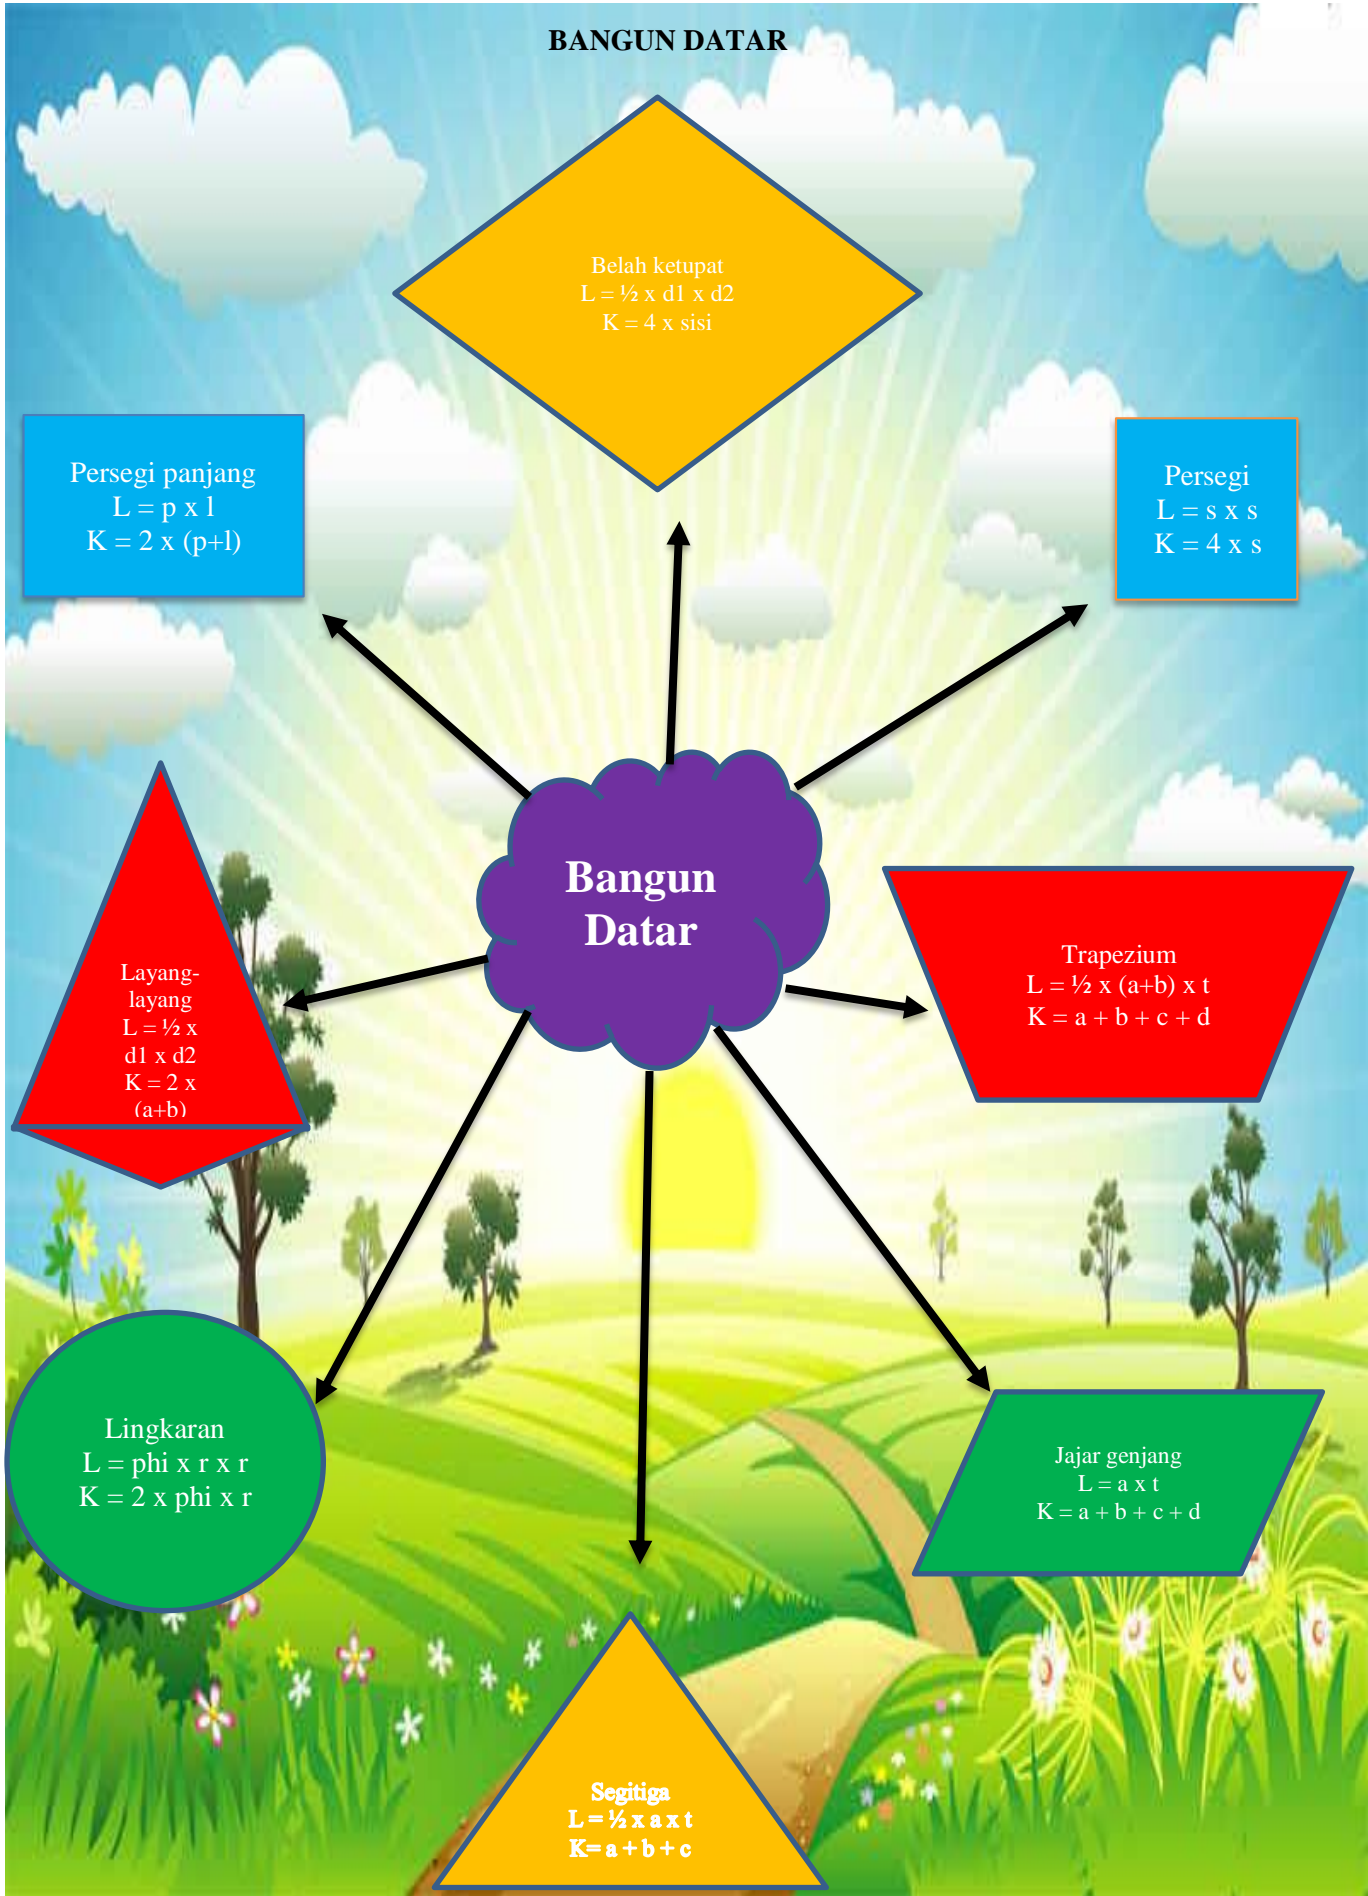 BANGUN DATAR
Belah ketupat
L = ½ x d1 x d2
K = 4 x sisi
Persegi panjang
L = p x l
K = 2 x (p+l)
Persegi
L = s x s
K = 4 x s
Bangun
Datar
Layang-
layang
L = ½ x
d1 x d2
K = 2 x
(a+b)
Trapezium
L = ½ x (a+b) x t
K = a + b + c + d
Lingkaran
L = phi x r x r
K = 2 x phi x r
Jajar genjang
L = a x t
K = a + b + c + d
Segitiga
L = ½ x a x t
K= a + b + c